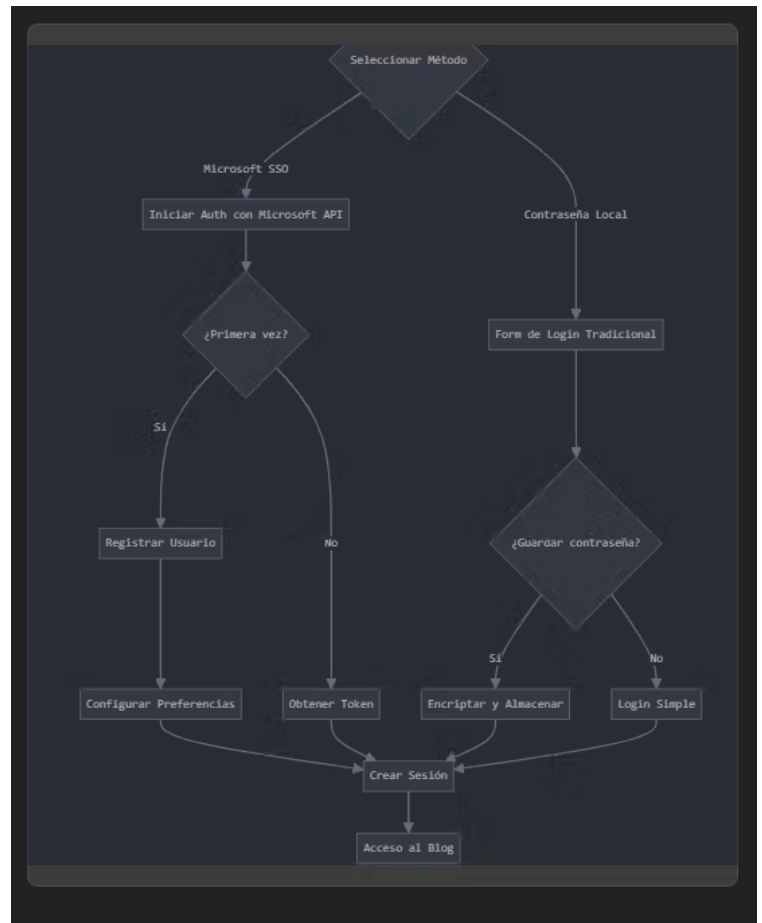 Seleccionar Método
Microsoft SSO
Iniciar Auth con Microsoft API
Contraseña Local
¿Primera vez?
Form de Login Tradicional
Sí
Registrar Usuario
No
¿Guardar contraseña?
Sí
No
Configurar Preferencias
Obtener Token
Encriptar y Almacenar
Login Simple
Crear Sesión
Acceso al Blog